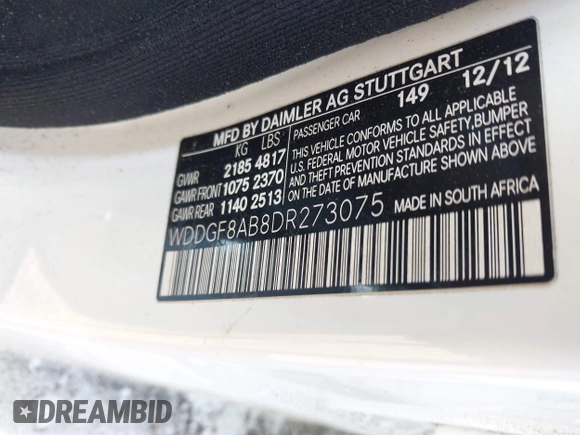 MFD BY DAIMLER AG STUTTGART
KG LBS PASSENGER CAR 149 12/12
GVWR 2185 4817
GAWR FRONT 1075 2370
GAWR REAR 1140 2513
THIS VEHICLE CONFORMS TO ALL APPLICABLE
U.S. FEDERAL MOTOR VEHICLE SAFETY, BUMPER
AND THEFT PREVENTION STANDARDS IN EFFECT
ON THE DATE OF MANUFACTURE SHOWN ABOVE.
WDDGF8AB8DR273075 MADE IN SOUTH AFRICA
DREAMBID